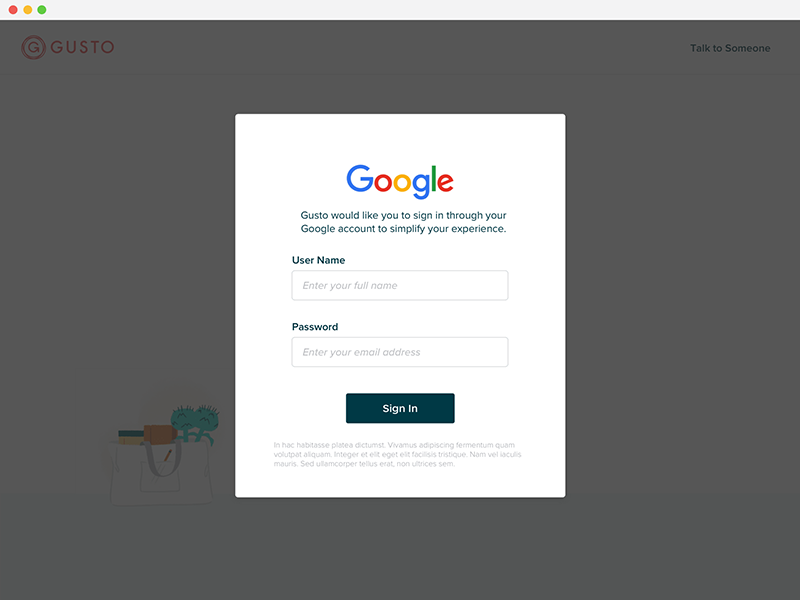 GUSTO
Talk to Someone
Google
Gusto would like you to sign in through your
Google account to simplify your experience.
User Name
Enter your full name
Password
Enter your email address
Sign In
In hac habitasse platea dictumst. Vivamus adipiscing fermentum quam
volutpat aliquam. Integer et elit eget elit facilisis tristique. Nam vel iaculis
mauris. Sed ullamcorper tellus erat, non ultrices sem.